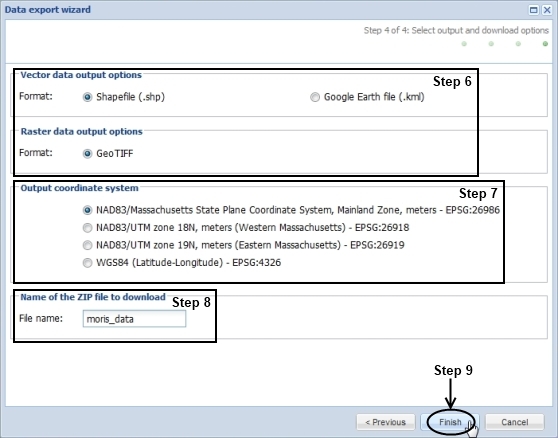 Data export wizard
Step 4 of 4: Select output and download options
Vector data output options
Step 6
Format: Shapefile (.shp) Google Earth file (.kml)
Raster data output options
Format: GeoTIFF
Output coordinate system
Step 7
NAD83/Massachusetts State Plane Coordinate System, Mainland Zone, meters - EPSG:26986
NAD83/UTM zone 18N, meters (Western Massachusetts) - EPSG:26918
NAD83/UTM zone 19N, meters (Eastern Massachusetts) - EPSG:26919
WGS84 (Latitude-Longitude) - EPSG:4326
Name of the ZIP file to download
Step 8
File name: moris_data
Step 9
< Previous Finish Cancel